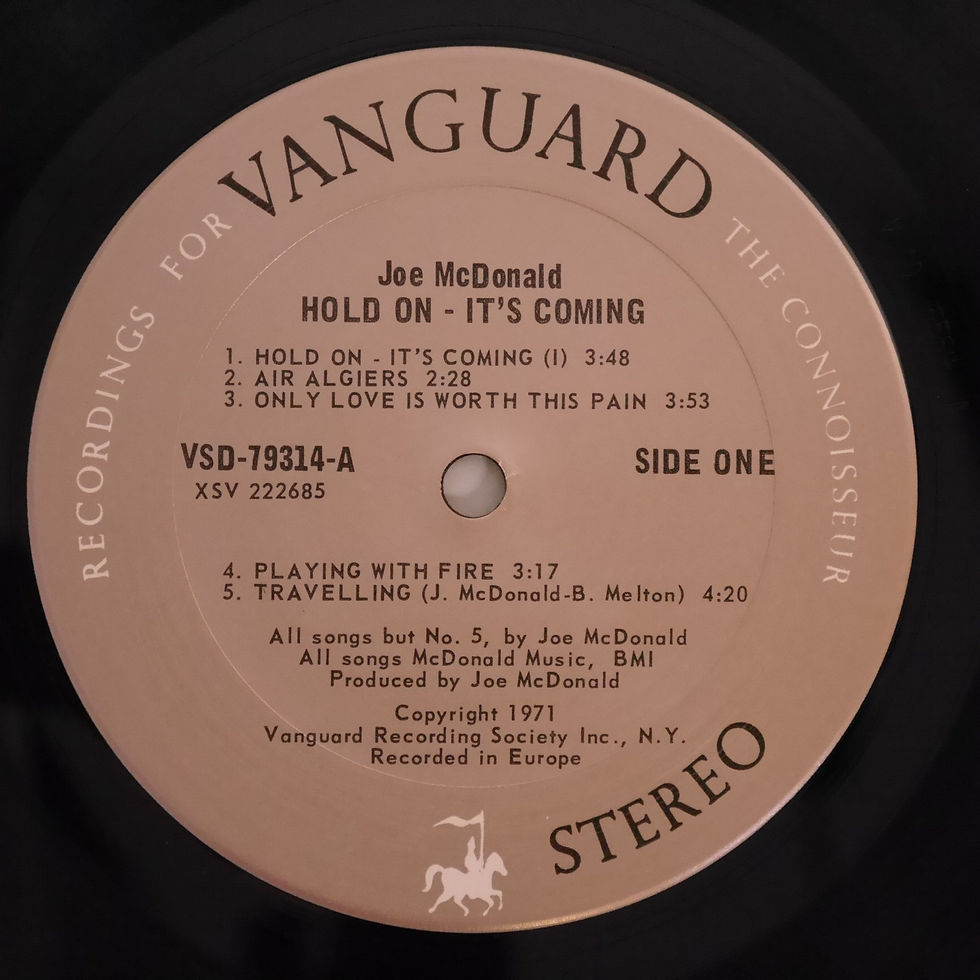 VANGUARD
RECORDINGS FOR THE CONNOISSEUR
Joe McDonald
HOLD ON - IT'S COMING
1. HOLD ON - IT'S COMING (I) 3:48
2. AIR ALGIERS 2:28
3. ONLY LOVE IS WORTH THIS PAIN 3:53
VSD-79314-A
XSV 222685
SIDE ONE
4. PLAYING WITH FIRE 3:17
5. TRAVELLING (J. McDonald-B. Melton) 4:20
All songs but No. 5, by Joe McDonald
All songs McDonald Music, BMI
Produced by Joe McDonald
Copyright 1971
Vanguard Recording Society Inc., N.Y.
Recorded in Europe
STEREO